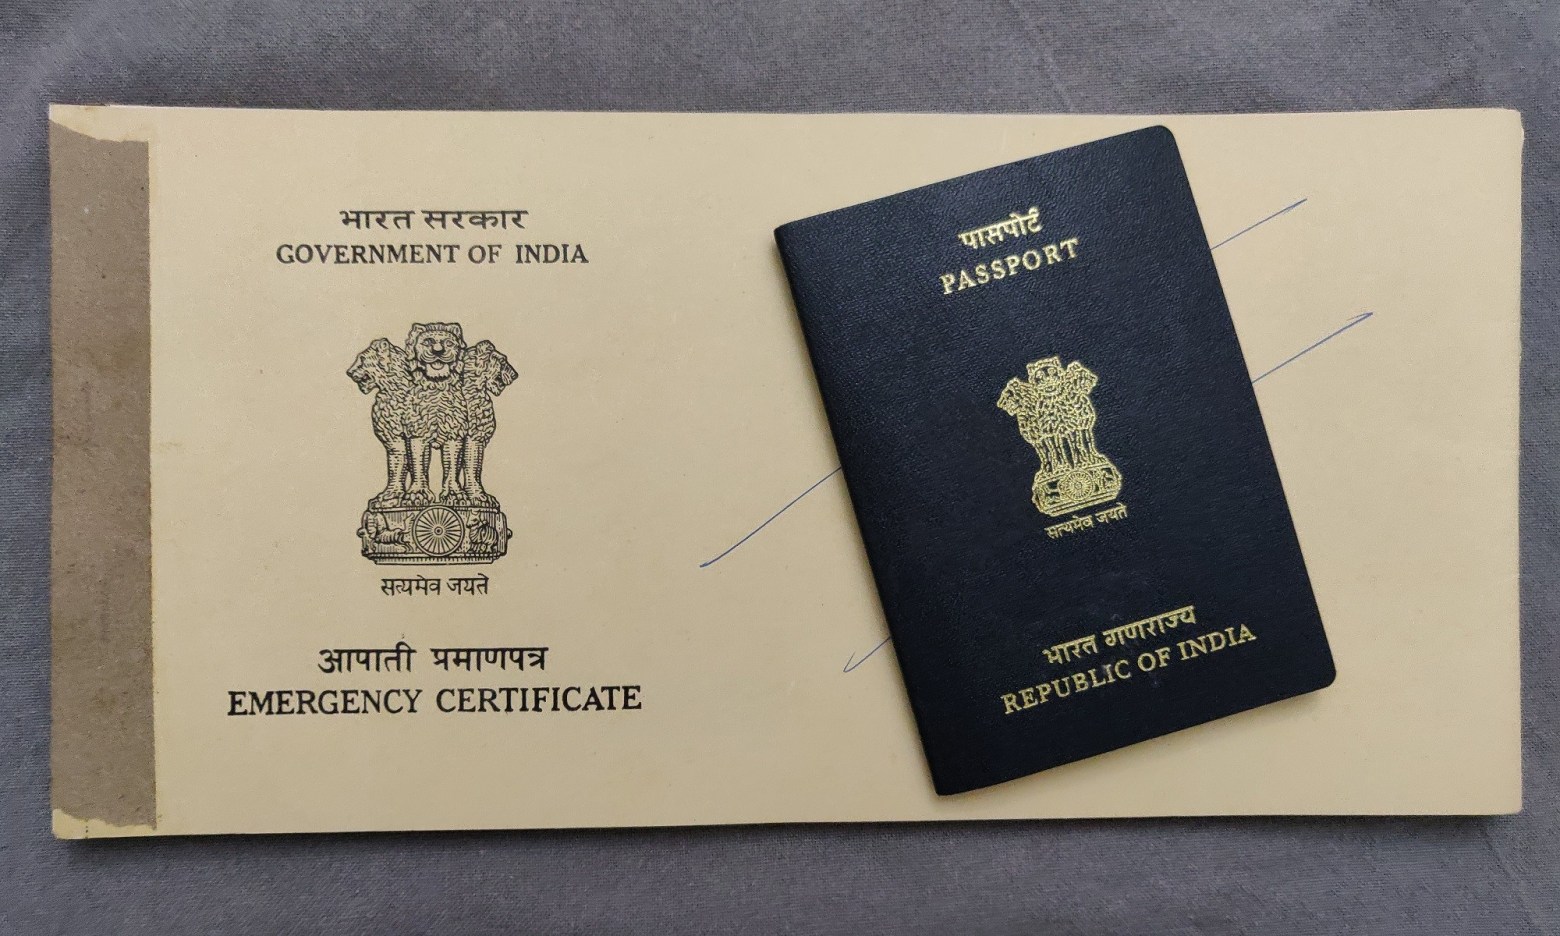 भारत सरकार
GOVERNMENT OF INDIA
सत्यमेव जयते
आपाती प्रमाणपत्र
EMERGENCY CERTIFICATE
पासपोर्ट
PASSPORT
सत्यमेव जयते
भारत गणराज्य
REPUBLIC OF INDIA